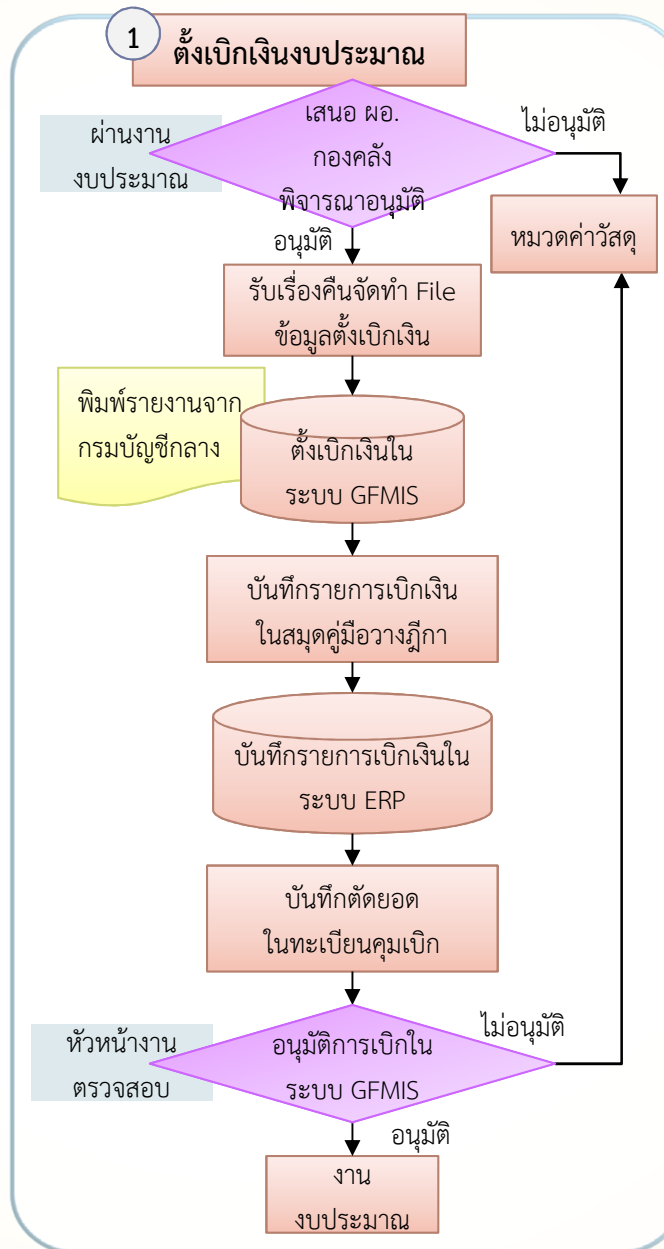 1
ตั้งเบิกเงินงบประมาณ
ผ่านงาน
งบประมาณ
เสนอ ผอ.
กองคลัง
พิจารณาอนุมัติ
ไม่อนุมัติ
หมวดค่าวัสดุ
อนุมัติ
รับเรื่องคืนจัดทำ File
ข้อมูลตั้งเบิกเงิน
พิมพ์รายงานจาก
กรมบัญชีกลาง
ตั้งเบิกเงินใน
ระบบ GFMIS
บันทึกรายการเบิกเงิน
ในสมุดคู่มือวางฎีกา
บันทึกรายการเบิกเงินใน
ระบบ ERP
บันทึกตัดยอด
ในทะเบียนคุมเบิก
หัวหน้างาน
ตรวจสอบ
อนุมัติการเบิกใน
ระบบ GFMIS
ไม่อนุมัติ
อนุมัติ
งาน
งบประมาณ